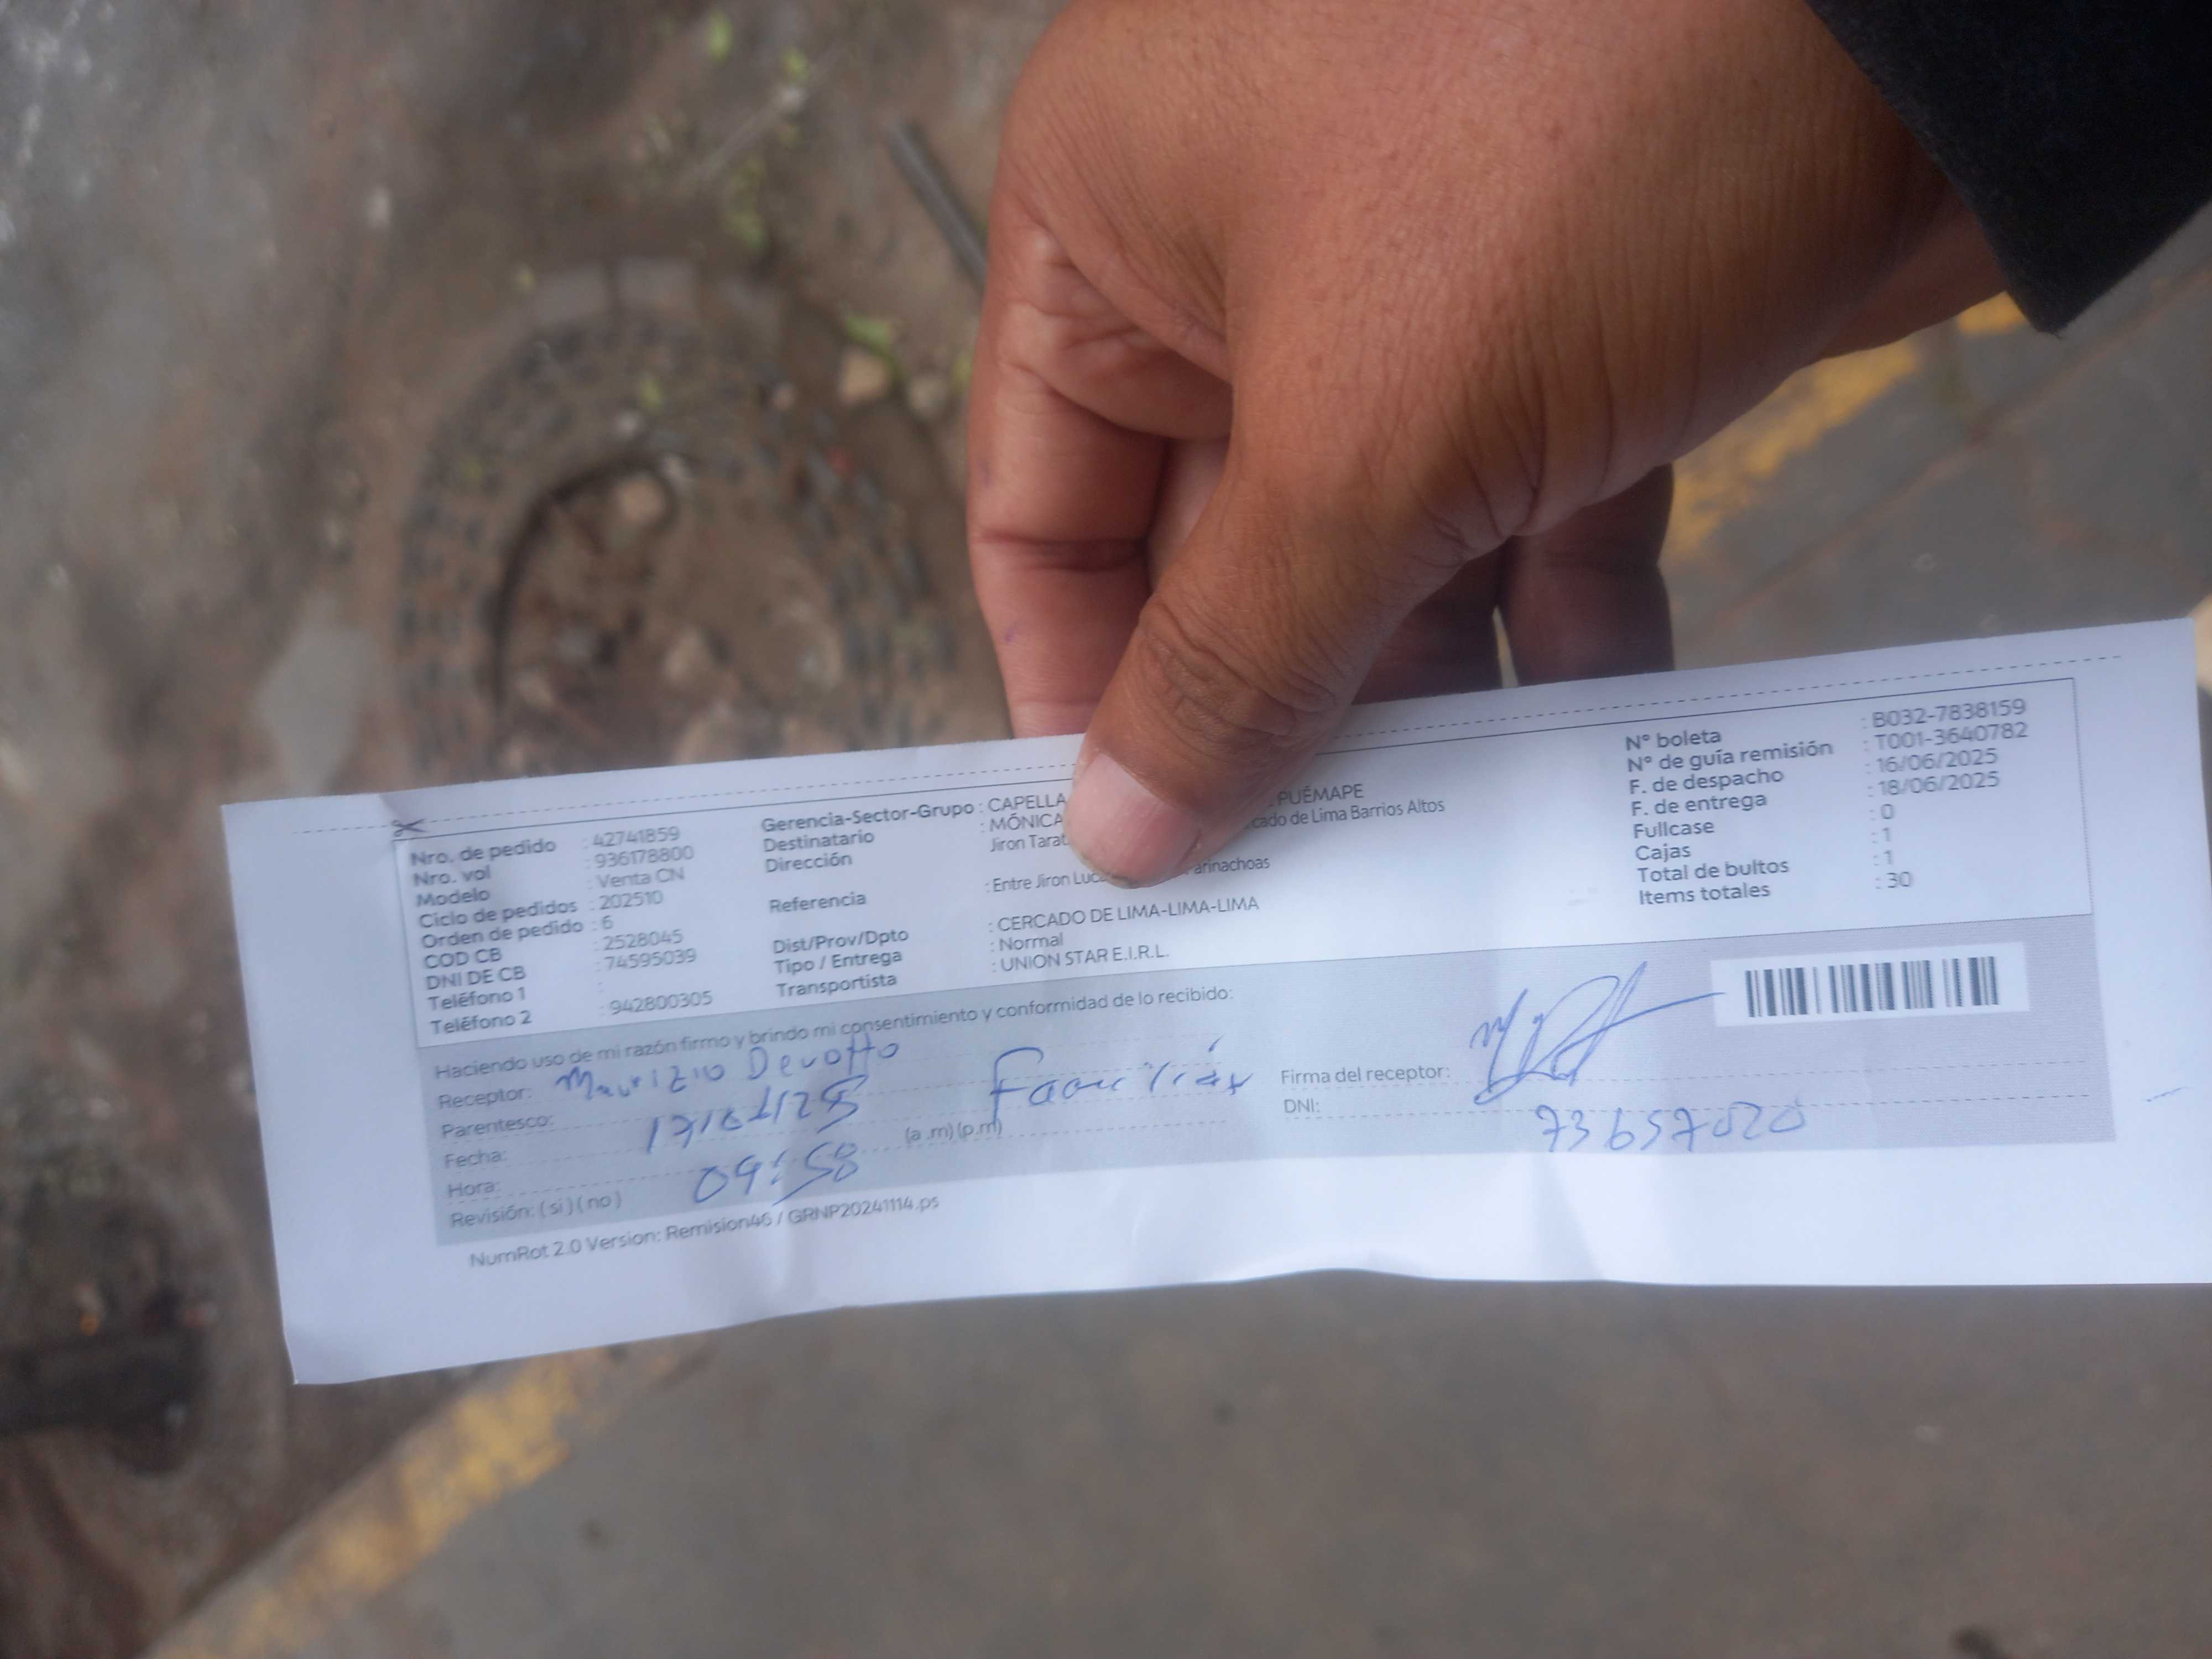 Nro. de pedido : 42741859
Nro. vol : 936178800
Modelo : Venta CN
Ciclo de pedidos : 202510
Orden de pedido : 6
COD CB : 2528045
DNI DE CB : 74595039
Teléfono 1 :
Teléfono 2 : 942800305
Gerencia-Sector-Grupo : CAPELLA
Destinatario : MÓNICA PUÉMAPE
Dirección Jiron cado de Lima Barrios Altos
Referencia : Entre Jiron
Dist/Prov/Dpto : CERCADO DE LIMA-LIMA-LIMA
Tipo / Entrega : Normal
Transportista : UNION STAR E.I.R.L.
N° boleta : B032-7838159
N° de guía remisión : T001-3640782
F. de despacho : 16/06/2025
F. de entrega : 18/06/2025
Fullcase : 0
Cajas : 1
Total de bultos : 1
Items totales : 30
Haciendo uso de mi razón firmo y brindo mi consentimiento y conformidad de lo recibido:
Receptor: Maurizio Devotto
Parentesco: Familiar
Fecha:
Hora: 09:58 (a .m) (p.m)
Revisión: ( si ) ( no )
Firma del receptor:
DNI: 73657020
NumRot 2.0 Version: Remision46 / GRNP20241114.ps